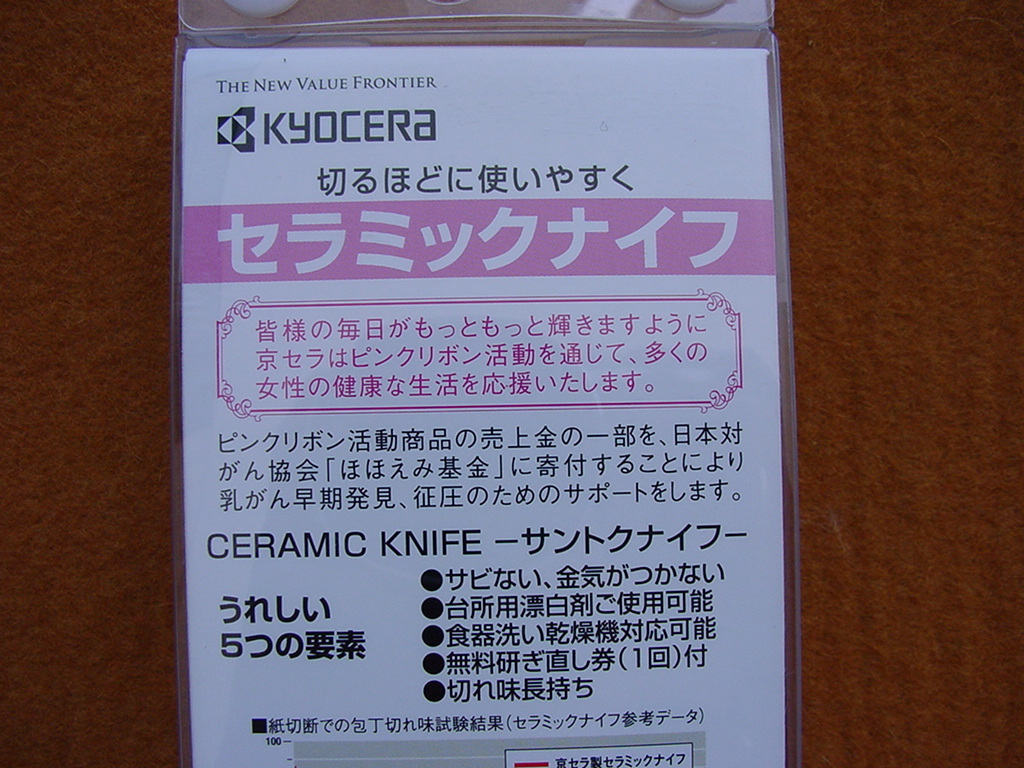 THE NEW VALUE FRONTIER
KYOCERA
切るほどに使いやすく
セラミックナイフ
皆様の毎日がもっともっと輝きますように
京セラはピンクリボン活動を通じて、多くの
女性の健康な生活を応援いたします。
ピンクリボン活動商品の売上金の一部を、日本対
がん協会「ほほえみ基金」に寄付することにより
乳がん早期発見、征圧のためのサポートをします。
CERAMIC KNIFE −サントクナイフ−
うれしい
5つの要素
●サビない、金気がつかない
●台所用漂白剤ご使用可能
●食器洗い乾燥機対応可能
●無料研ぎ直し券(1回)付
●切れ味長持ち
■紙切断での包丁切れ味試験結果(セラミックナイフ参考データ)
100
京セラ製セラミックナイフ